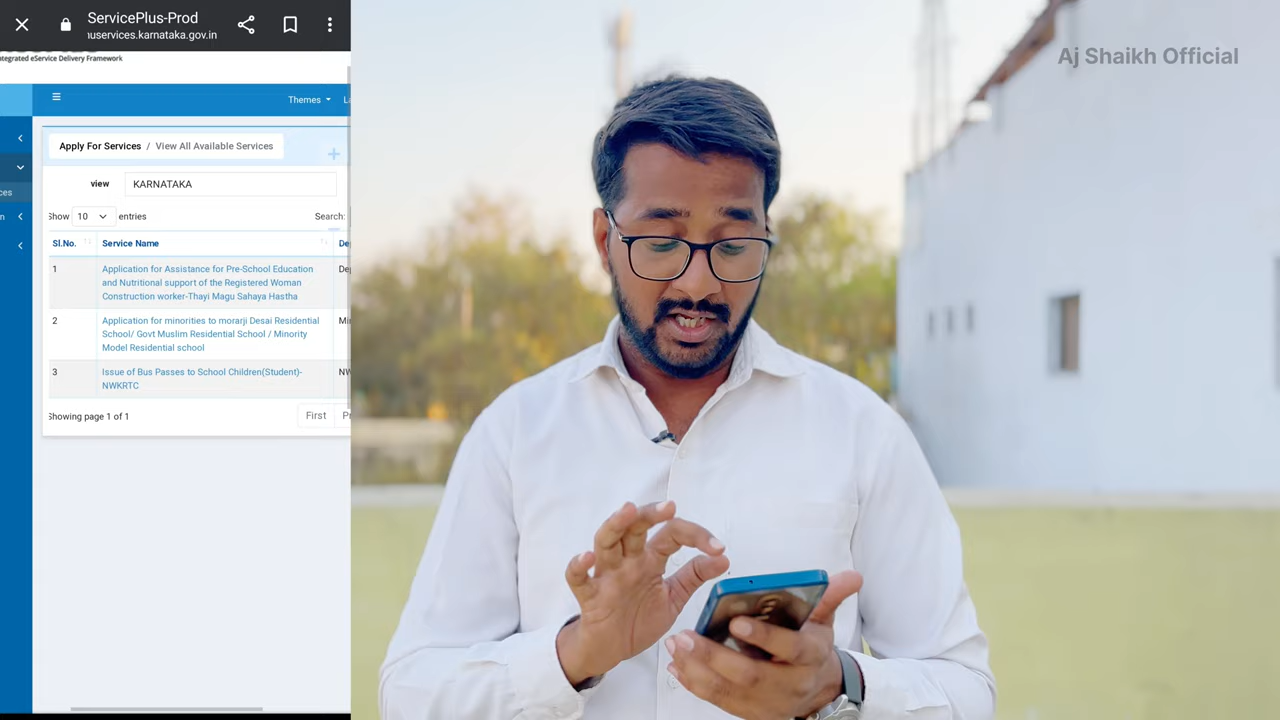 ServicePlus-Prod
uservices.karnataka.gov.in
ntegrated eService Delivery Framework
Themes
Apply For Services / View All Available Services
view KARNATAKA
ces
Show 10 entries Search:
Sl.No. Service Name
1 Application for Assistance for Pre-School Education
and Nutritional support of the Registered Woman
Construction worker-Thayi Magu Sahaya Hastha
2 Application for minorities to morarji Desai Residential
School/ Govt Muslim Residential School / Minority
Model Residential school
3 Issue of Bus Passes to School Children(Student)-
NWKRTC
Showing page 1 of 1 First
Aj Shaikh Official